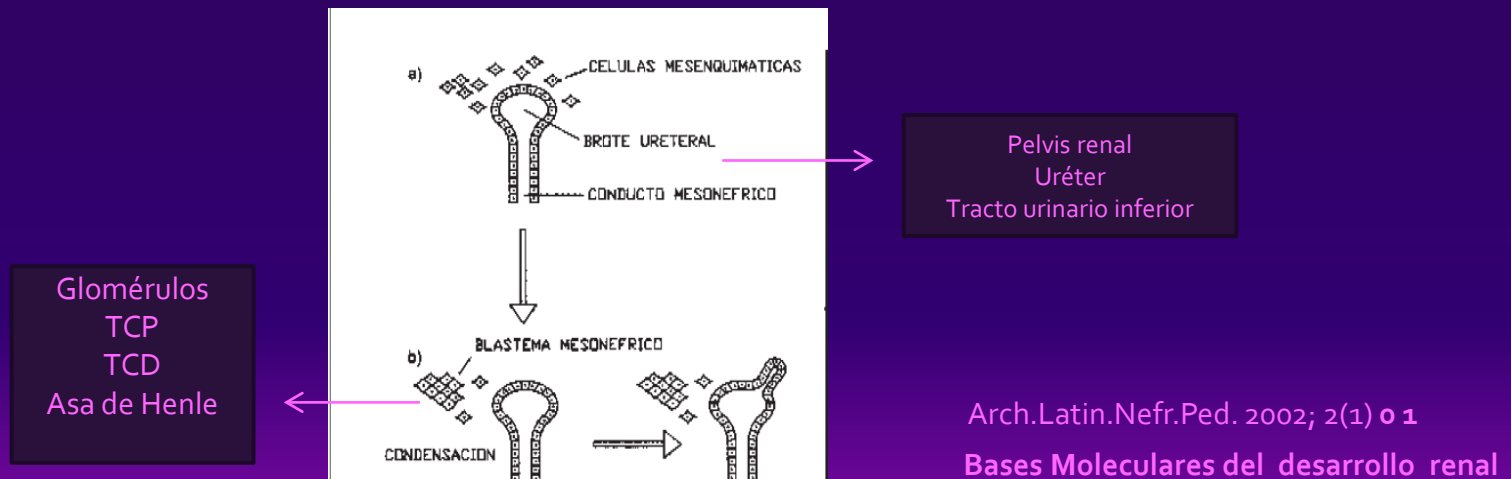 a)
CELULAS MESENQUIMATICAS
BROTE URETERAL
CONDUCTO MESONEFRICO
Pelvis renal
Uréter
Tracto urinario inferior
Glomérulos
TCP
TCD
Asa de Henle
b)
BLASTEMA MESONEFRICO
CONDENSACION
Arch.Latin.Nefr.Ped. 2002; 2(1) o 1
Bases Moleculares del desarrollo renal